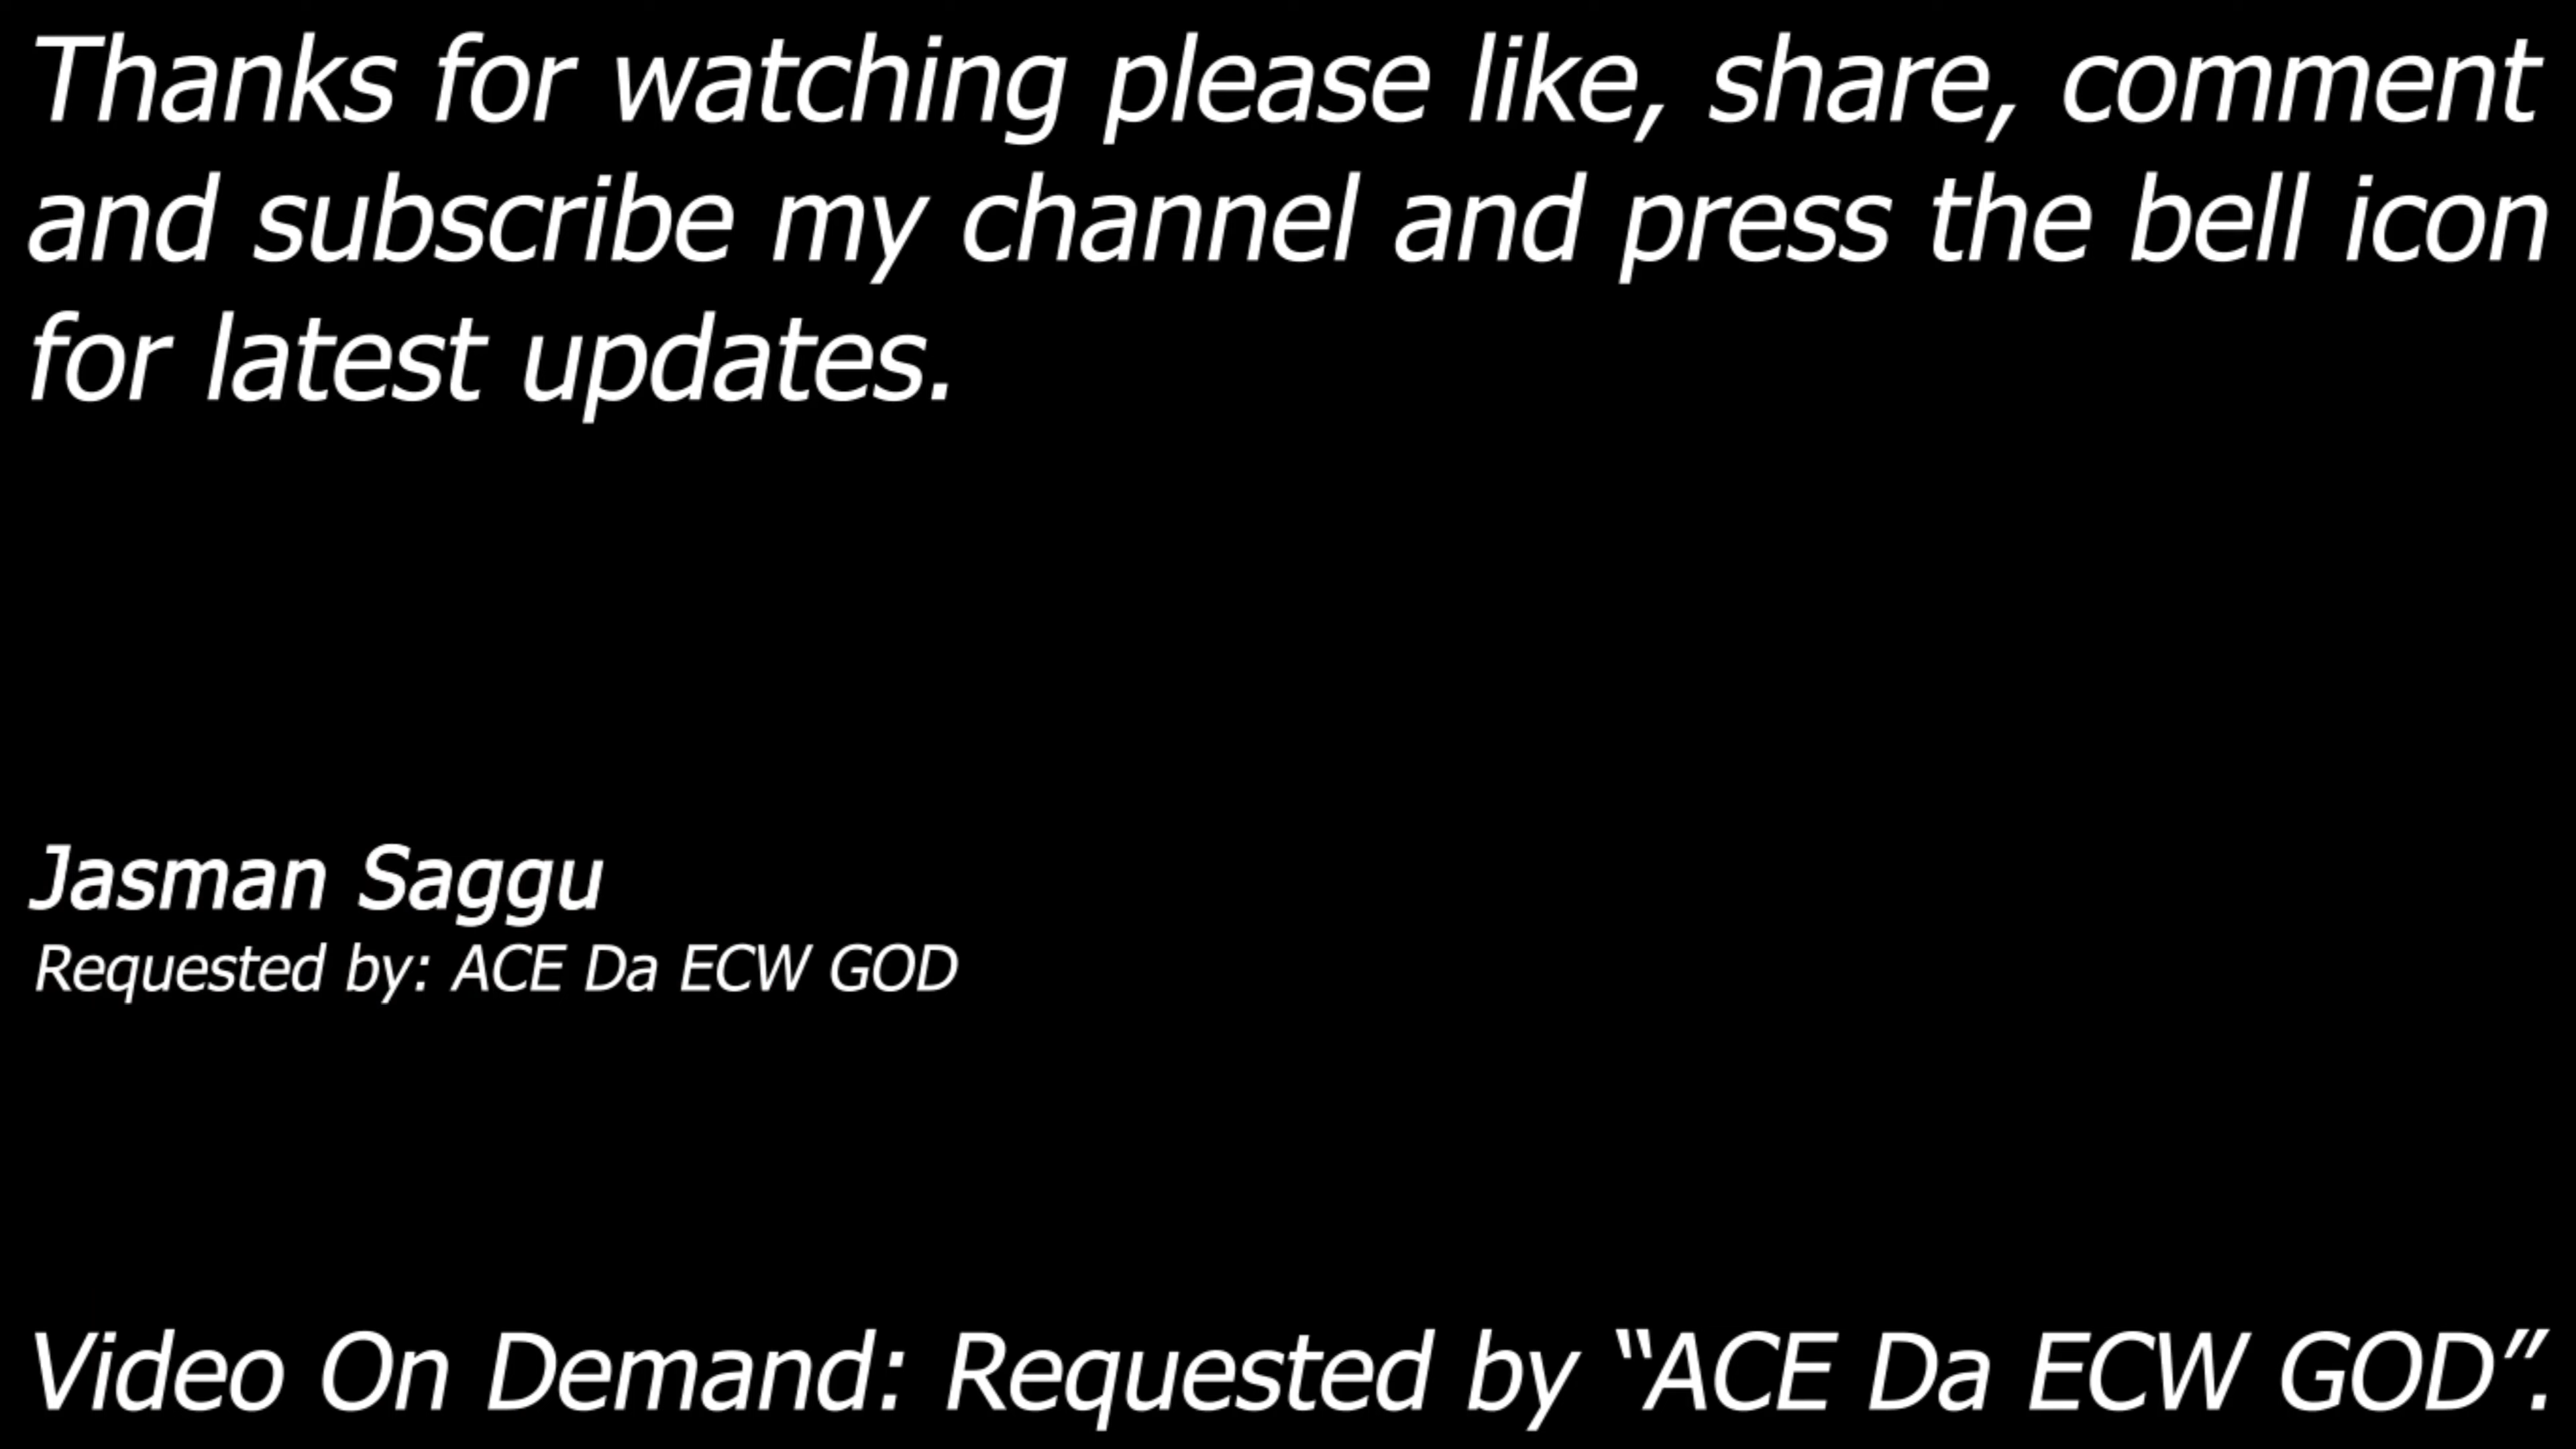 Thanks for watching please like, share, comment
and subscribe my channel and press the bell icon
for latest updates.
Jasman Saggu
Requested by: ACE Da ECW GOD
Video On Demand: Requested by “ACE Da ECW GOD”.